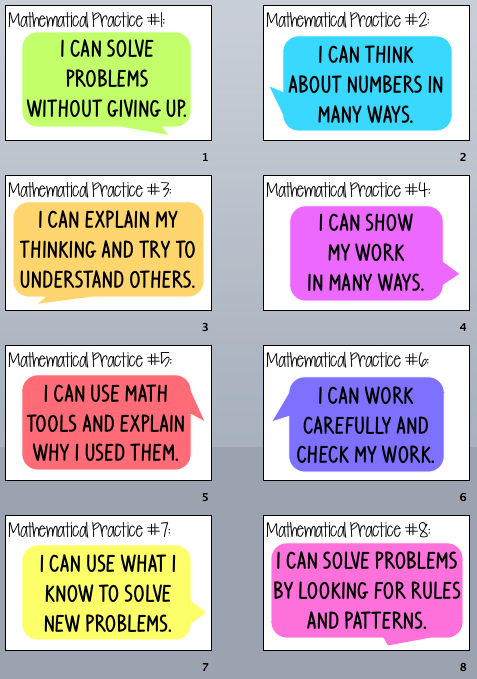 Mathematical Practice #1:
I CAN SOLVE
PROBLEMS
WITHOUT GIVING UP.
1
Mathematical Practice #2:
I CAN THINK
ABOUT NUMBERS IN
MANY WAYS.
2
Mathematical Practice #3:
I CAN EXPLAIN MY
THINKING AND TRY TO
UNDERSTAND OTHERS.
3
Mathematical Practice #4:
I CAN SHOW
MY WORK
IN MANY WAYS.
4
Mathematical Practice #5:
I CAN USE MATH
TOOLS AND EXPLAIN
WHY I USED THEM.
5
Mathematical Practice #6:
I CAN WORK
CAREFULLY AND
CHECK MY WORK.
6
Mathematical Practice #7:
I CAN USE WHAT I
KNOW TO SOLVE
NEW PROBLEMS.
7
Mathematical Practice #8:
I CAN SOLVE PROBLEMS
BY LOOKING FOR RULES
AND PATTERNS.
8